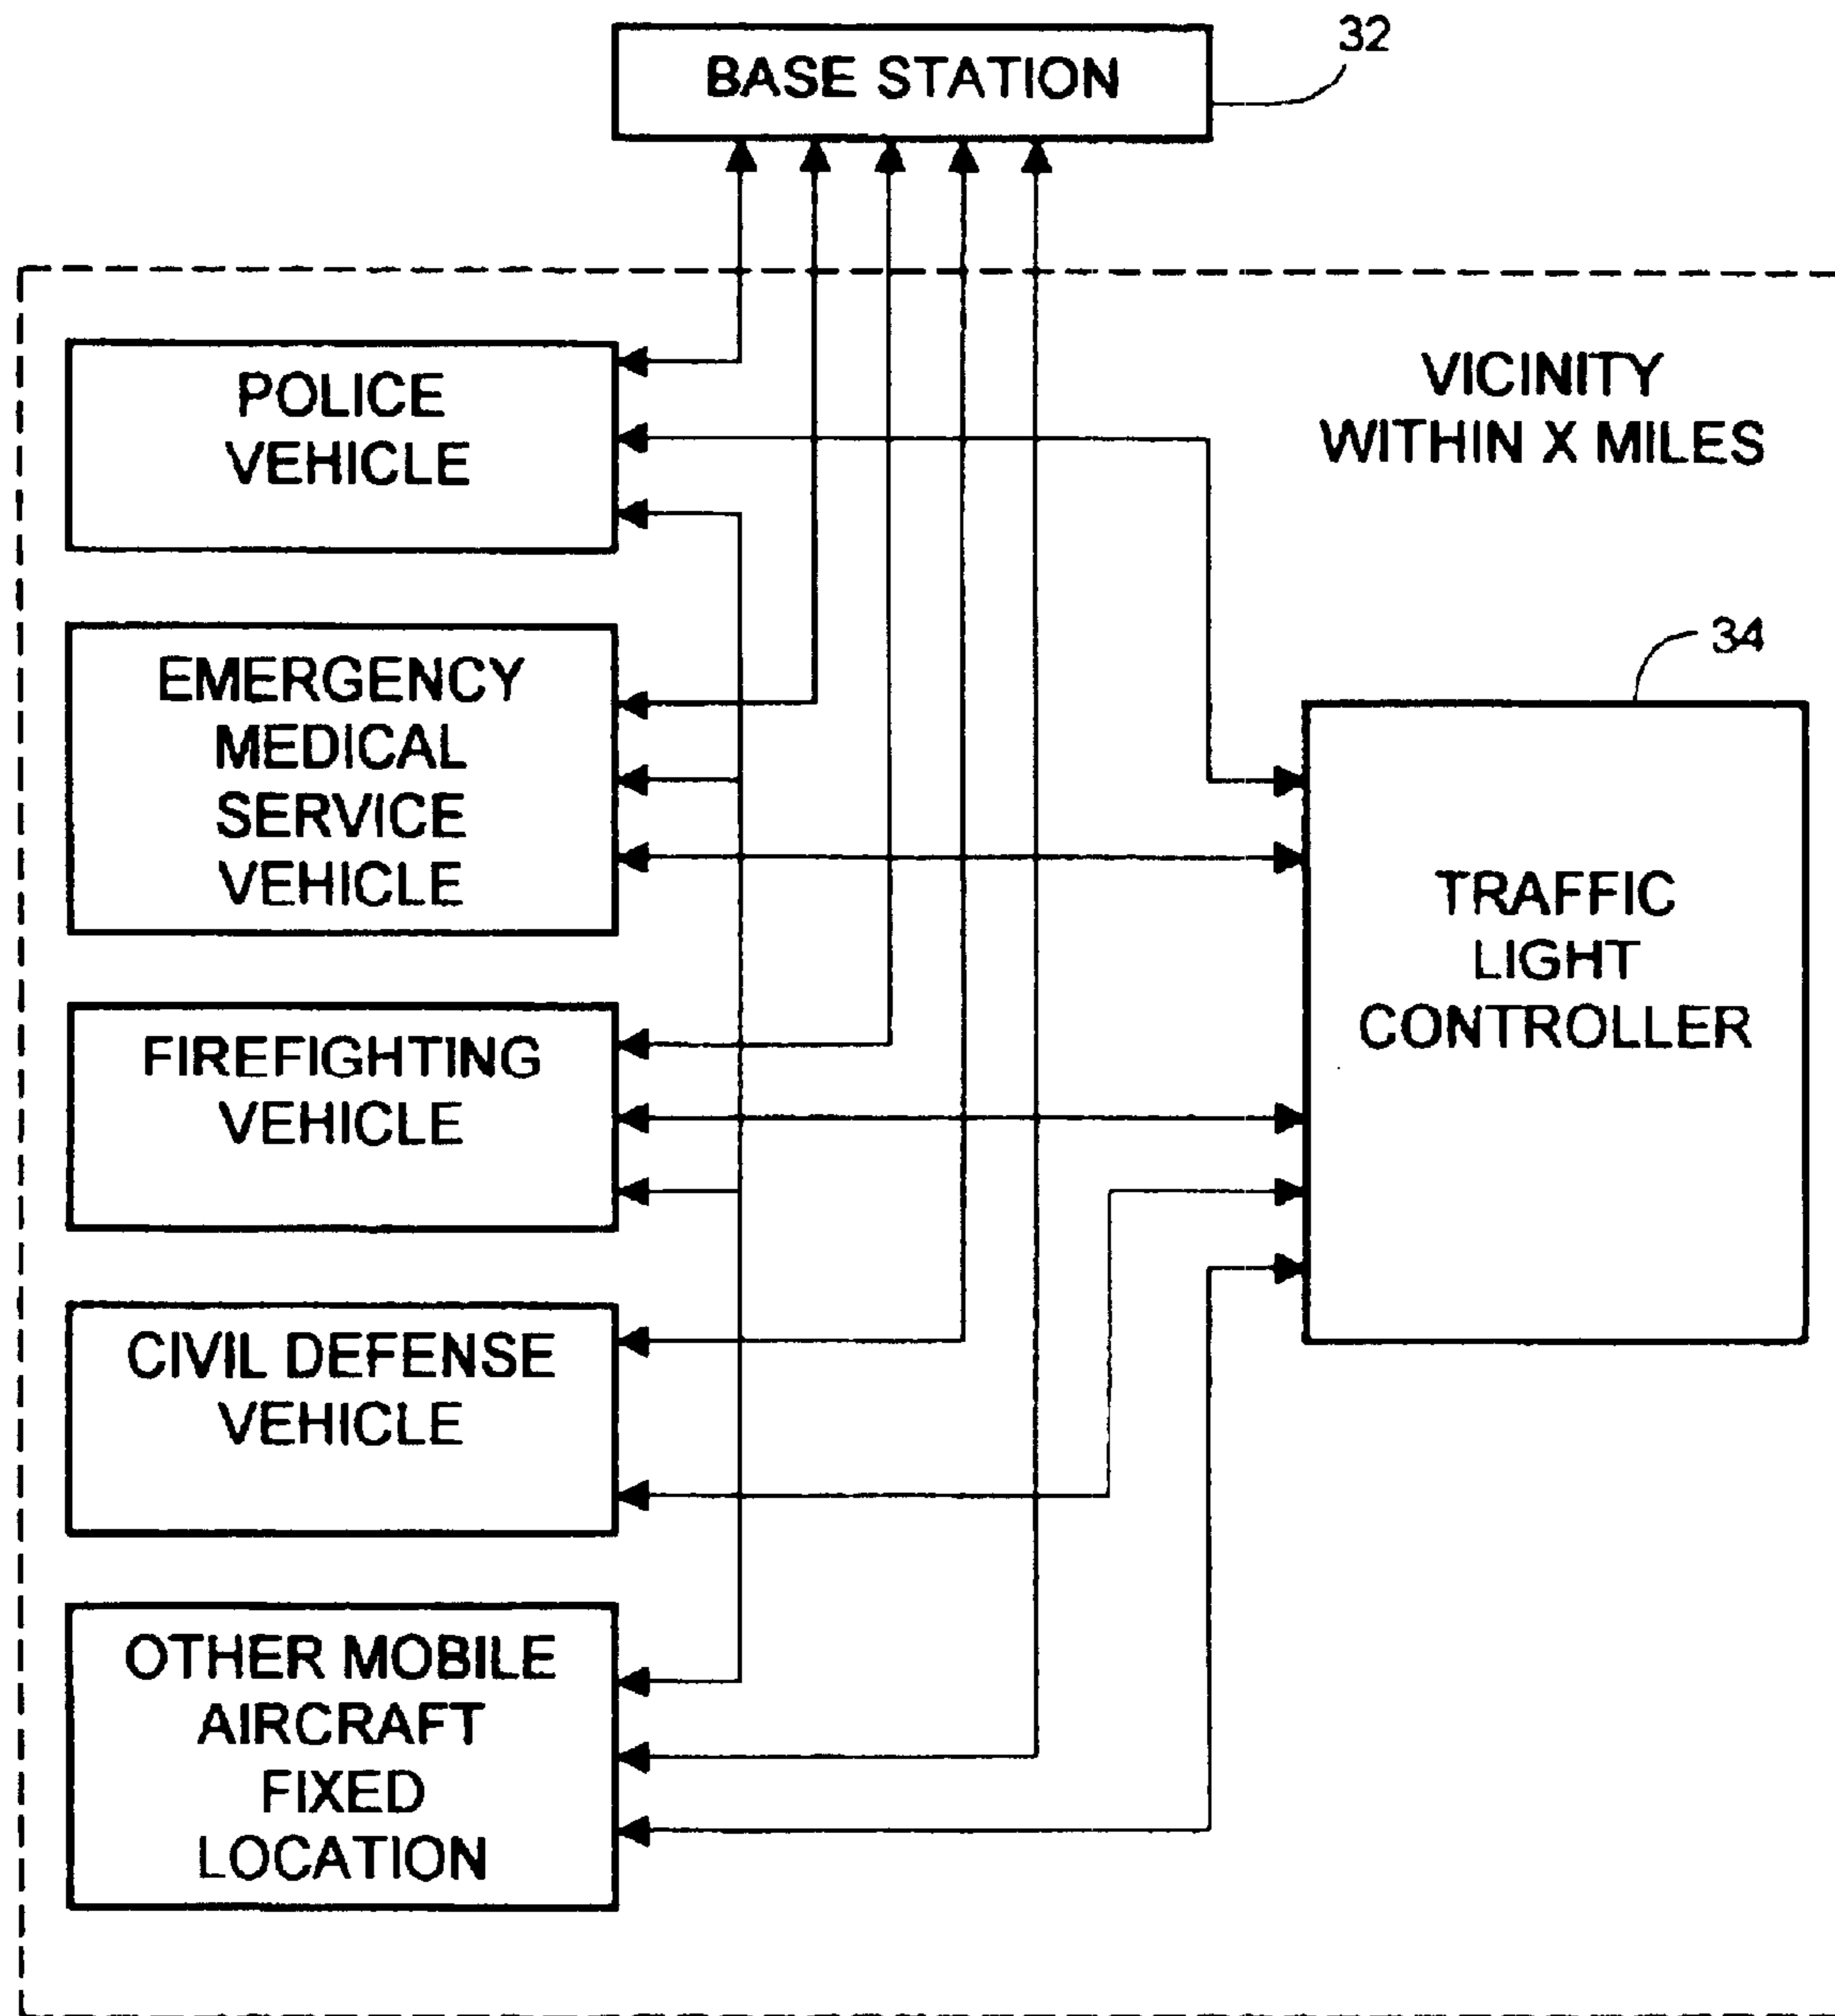 BASE STATION
32
POLICE
VEHICLE
VICINITY
WITHIN X MILES
EMERGENCY
MEDICAL
SERVICE
VEHICLE
34
TRAFFIC
LIGHT
CONTROLLER
FIREFIGHTING
VEHICLE
CIVIL DEFENSE
VEHICLE
OTHER MOBILE
AIRCRAFT
FIXED
LOCATION